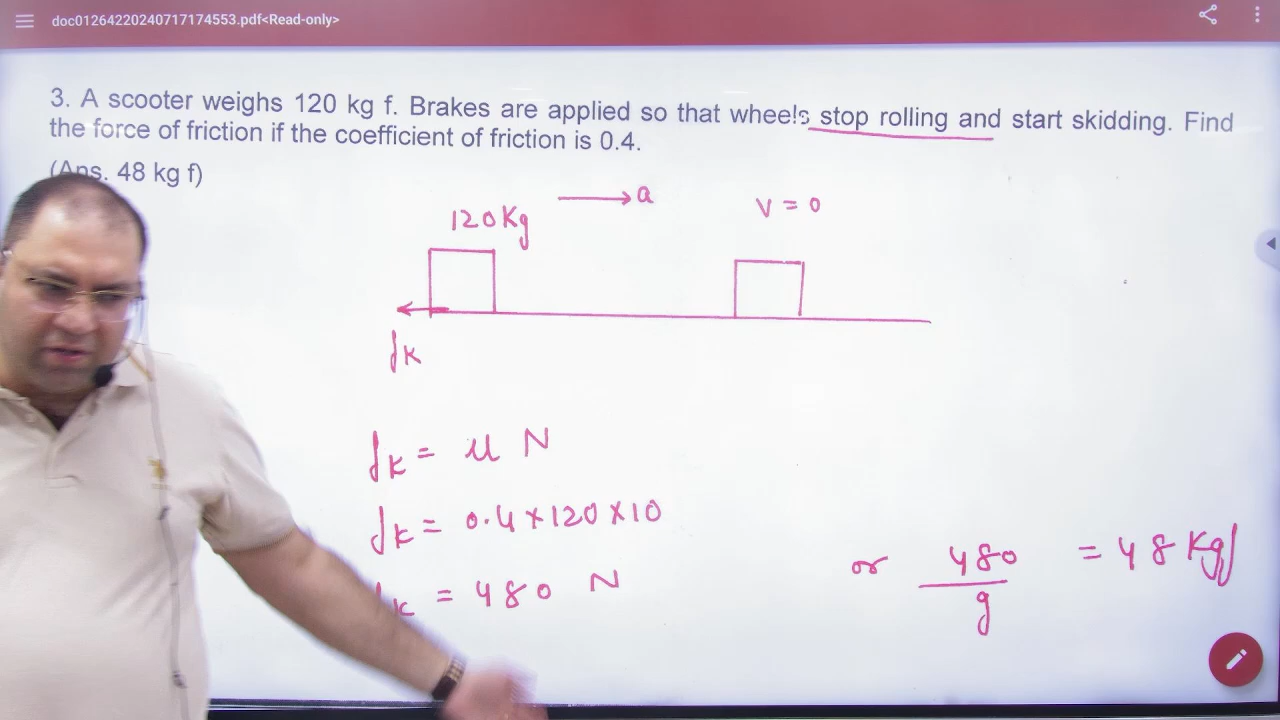 doc01264220240717174553.pdf<Read-only>
3. A scooter weighs 120 kg f. Brakes are applied so that wheels stop rolling and start skidding. Find
the force of friction if the coefficient of friction is 0.4.
(Ans. 48 kg f)
a
120Kg
V = 0
fK
fK = μ N
fK = 0.4 × 120 × 10
fK = 480 N or 480/g = 48 Kgf